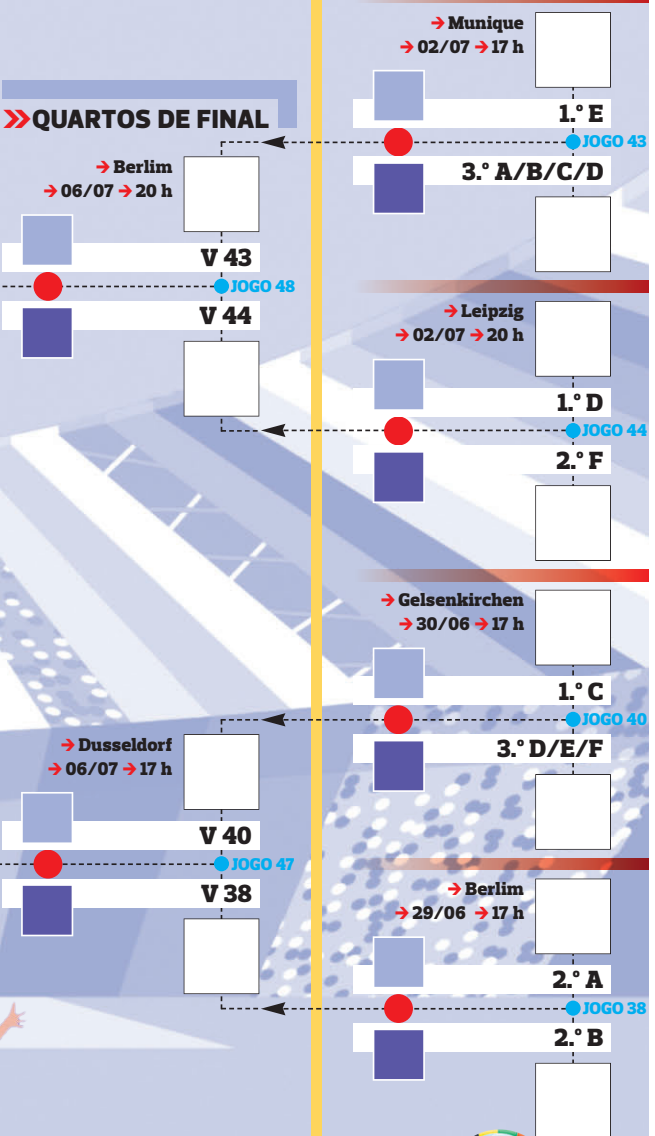 » QUARTOS DE FINAL
→ Berlim
→ 06/07 → 20 h
V 43
JOGO 48
V 44
→ Dusseldorf
→ 06/07 → 17 h
V 40
JOGO 47
V 38
→ Munique
→ 02/07 → 17 h
1.º E
JOGO 43
3.º A/B/C/D
→ Leipzig
→ 02/07 → 20 h
1.º D
JOGO 44
2.º F
→ Gelsenkirchen
→ 30/06 → 17 h
1.º C
JOGO 40
3.º D/E/F
→ Berlim
→ 29/06 → 17 h
2.º A
JOGO 38
2.º B